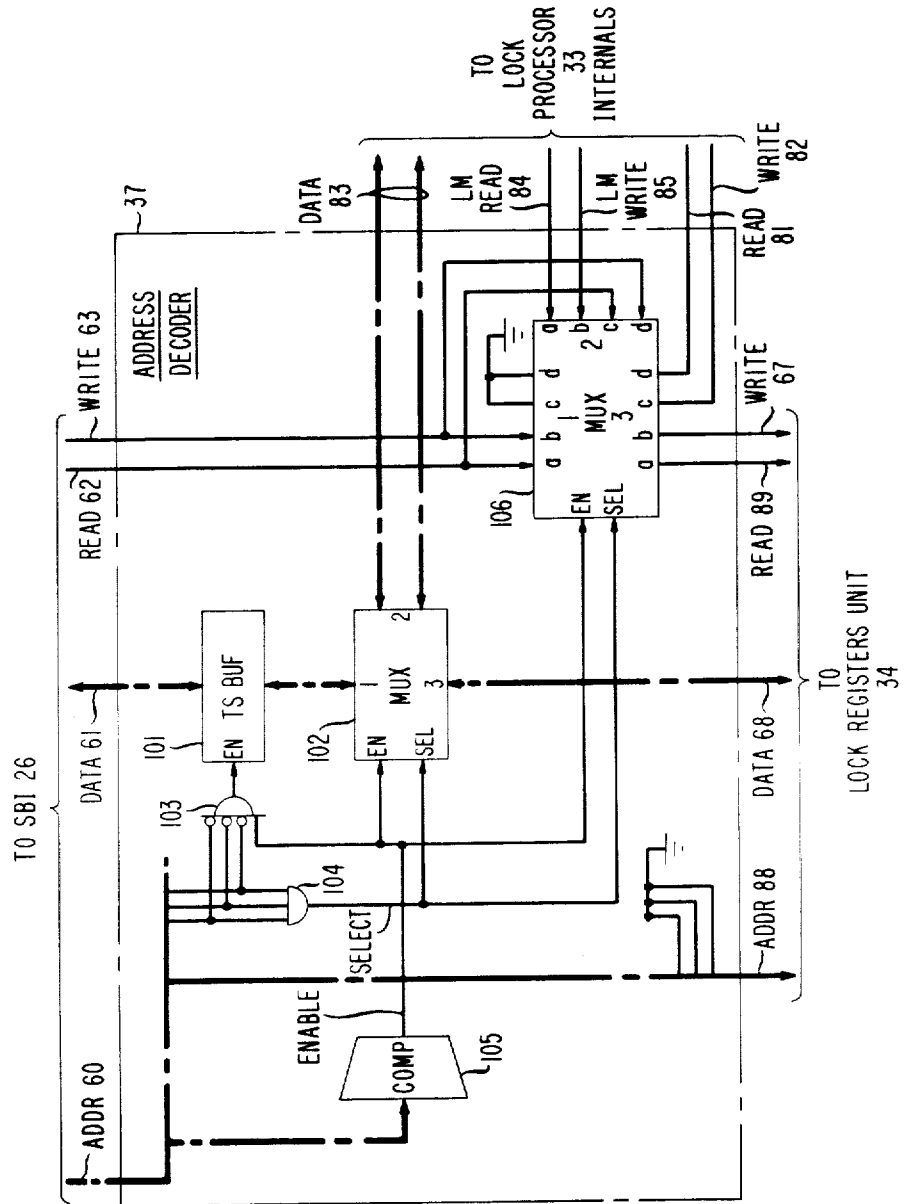 TO SBI 26
ADDR 60
DATA 61
READ 62
WRITE 63
37
ADDRESS
DECODER
101
EN TS BUF
103
104
102
1
2
MUX
3
EN
SEL
DATA
83
LM
READ
84
LM
WRITE
85
READ
81
WRITE
82
TO
LOCK
PROCESSOR
33
INTERNALS
106
a b c d
1
MUX
3
a b c d
2
a
b
c
d
EN
SEL
SELECT
ENABLE
COMP
105
ADDR 88
DATA 68
READ 89
WRITE 67
TO
LOCK REGISTERS UNIT
34